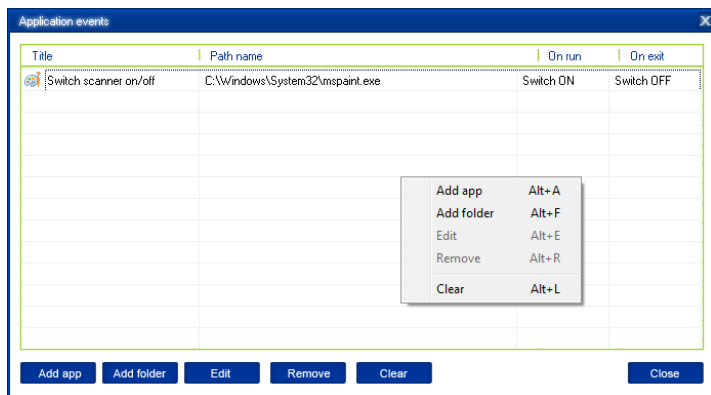 Application events
Title Path name On run On exit
Switch scanner on/off C:\Windows\System32\mspaint.exe Switch ON Switch OFF
Add app Alt+A
Add folder Alt+F
Edit Alt+E
Remove Alt+R
Clear Alt+L
Add app Add folder Edit Remove Clear Close